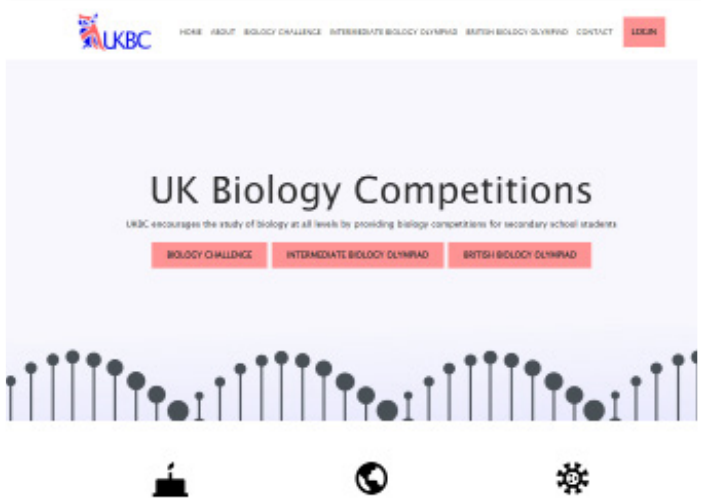 UKBC
HOME ABOUT BIOLOGY CHALLENGE INTERMEDIATE BIOLOGY OLYMPIAD BRITISH BIOLOGY OLYMPIAD CONTACT LOGIN
UK Biology Competitions
UKBC encourages the study of biology at all levels by providing biology competitions for secondary school students
BIOLOGY CHALLENGE INTERMEDIATE BIOLOGY OLYMPIAD BRITISH BIOLOGY OLYMPIAD